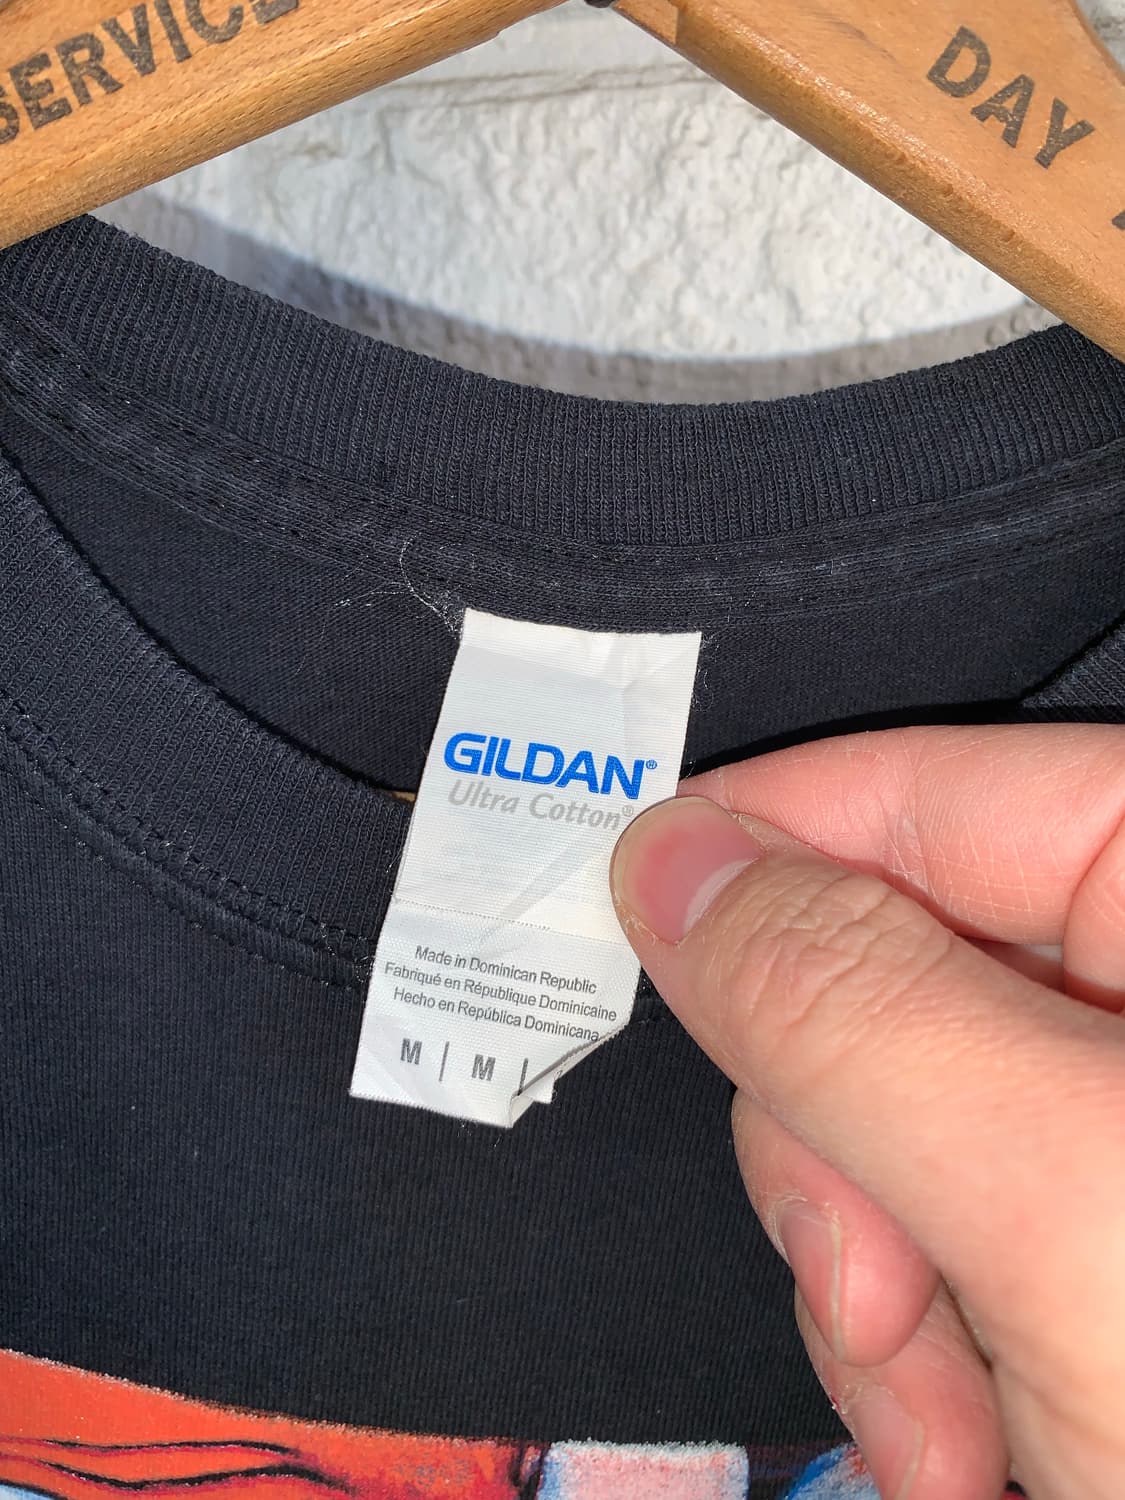 SERVICE
DAY
GILDAN®
Ultra Cotton®
Made in Dominican Republic
Fabriqué en République Dominicaine
Hecho en República Dominicana
M | M |